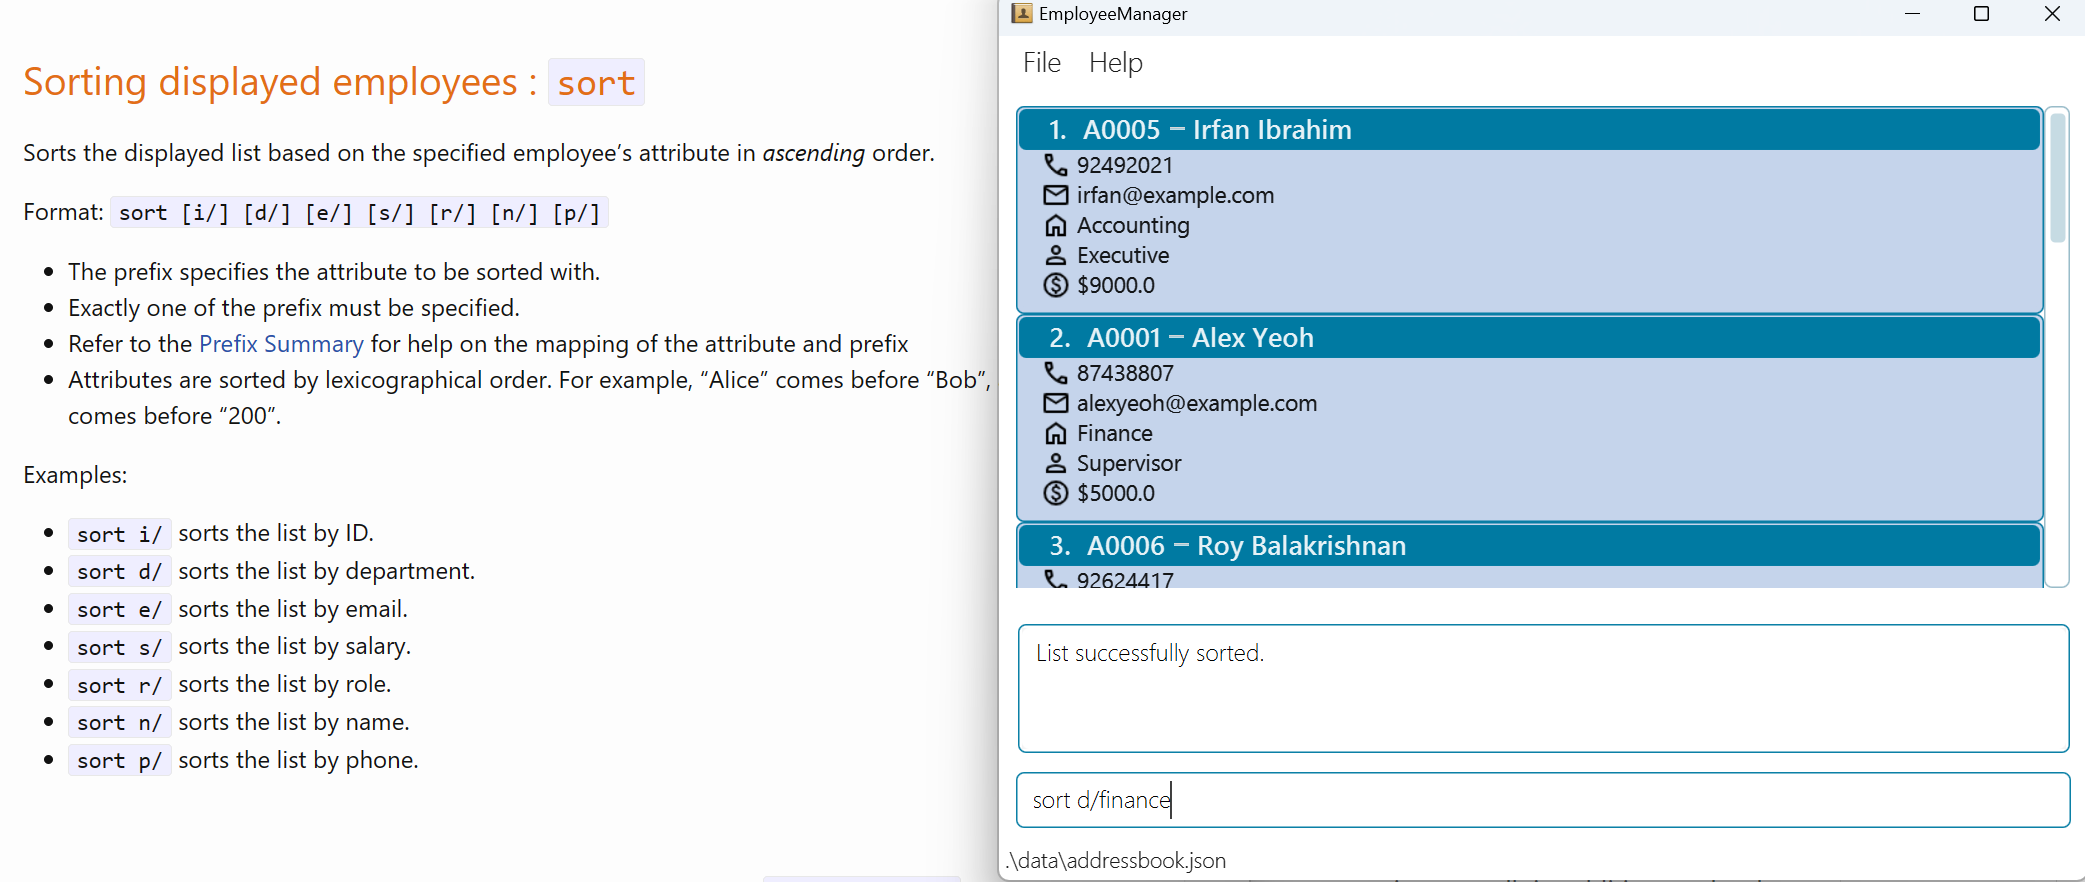 Sorting displayed employees : sort
Sorts the displayed list based on the specified employee’s attribute in ascending order.
Format: sort [i/] [d/] [e/] [s/] [r/] [n/] [p/]
The prefix specifies the attribute to be sorted with.
Exactly one of the prefix must be specified.
Refer to the Prefix Summary for help on the mapping of the attribute and prefix
Attributes are sorted by lexicographical order. For example, “Alice” comes before “Bob”,
comes before “200”.
Examples:
sort i/ sorts the list by ID.
sort d/ sorts the list by department.
sort e/ sorts the list by email.
sort s/ sorts the list by salary.
sort r/ sorts the list by role.
sort n/ sorts the list by name.
sort p/ sorts the list by phone.
EmployeeManager
File Help
1. A0005 – Irfan Ibrahim
92492021
irfan@example.com
Accounting
Executive
$9000.0
2. A0001 – Alex Yeoh
87438807
alexyeoh@example.com
Finance
Supervisor
$5000.0
3. A0006 – Roy Balakrishnan
92624417
List successfully sorted.
sort d/finance
.\data\addressbook.json